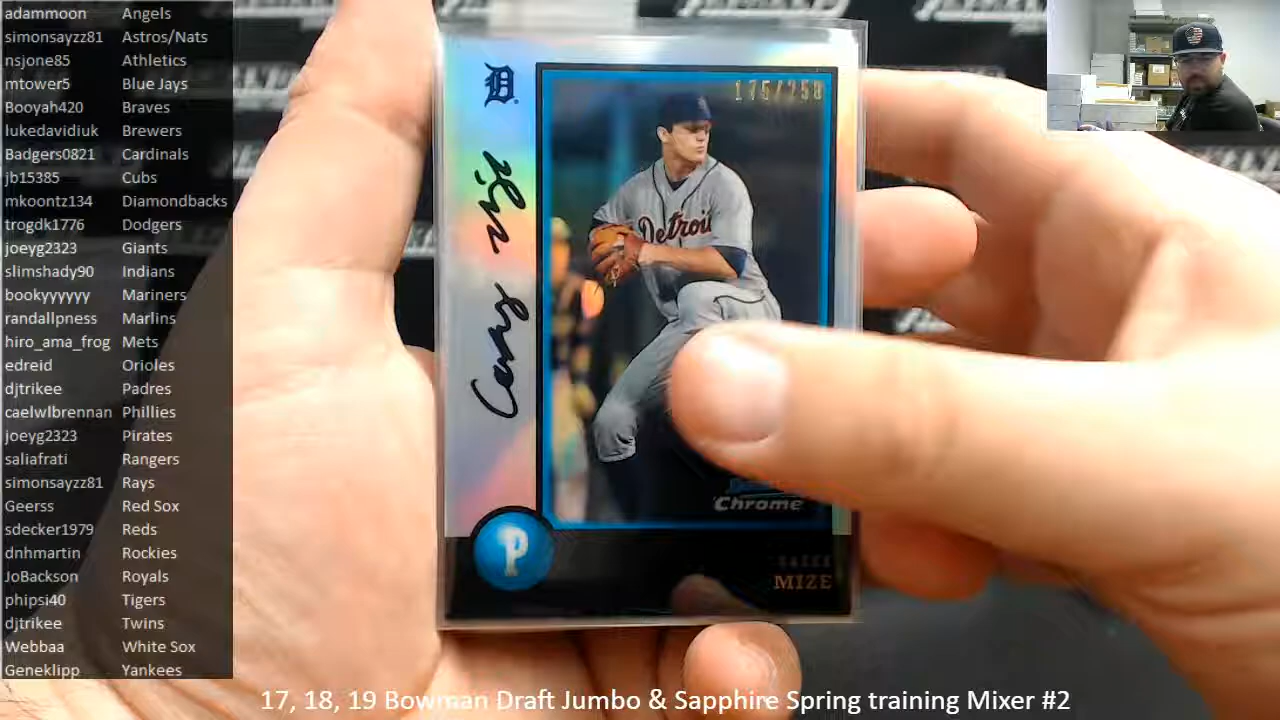 adammoon Angels
simonsayzz81 Astros/Nats
nsjone85 Athletics
mtower5 Blue Jays
Booyah420 Braves
lukedavidiuk Brewers
Badgers0821 Cardinals
jb15385 Cubs
mkoontz134 Diamondbacks
trogdk1776 Dodgers
joeyg2323 Giants
slimshady90 Indians
bookyyyyyy Mariners
randallpness Marlins
hiro_ama_frog Mets
edreid Orioles
djtrikee Padres
caelwlbrennan Phillies
joeyg2323 Pirates
saliafrati Rangers
simonsayzz81 Rays
Geerss Red Sox
sdecker1979 Reds
dnhmartin Rockies
JoBackson Royals
phipsi40 Tigers
djtrikee Twins
Webbaa White Sox
Geneklipp Yankees
D
175/250
Detroit
Chrome
P
CASEY
MIZE
17, 18, 19 Bowman Draft Jumbo & Sapphire Spring training Mixer #2